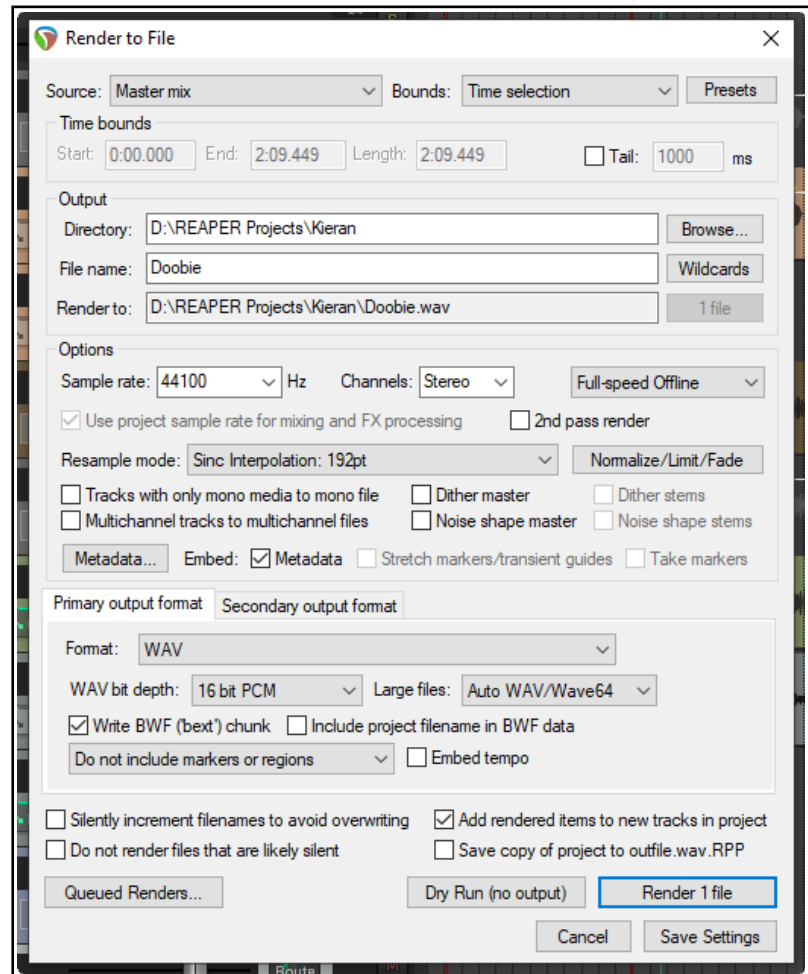 Render to File
Source: Master mix Bounds: Time selection Presets
Time bounds
Start: 0:00.000 End: 2:09.449 Length: 2:09.449 Tail: 1000 ms
Output
Directory: D:\REAPER Projects\Kieran Browse...
File name: Doobie Wildcards
Render to: D:\REAPER Projects\Kieran\Doobie.wav 1 file
Options
Sample rate: 44100 Hz Channels: Stereo Full-speed Offline
Use project sample rate for mixing and FX processing 2nd pass render
Resample mode: Sinc Interpolation: 192pt Normalize/Limit/Fade
Tracks with only mono media to mono file Dither master Dither stems
Multichannel tracks to multichannel files Noise shape master Noise shape stems
Metadata... Embed: Metadata Stretch markers/transient guides Take markers
Primary output format Secondary output format
Format: WAV
WAV bit depth: 16 bit PCM Large files: Auto WAV/Wave64
Write BWF ('bext') chunk Include project filename in BWF data
Do not include markers or regions Embed tempo
Silently increment filenames to avoid overwriting Add rendered items to new tracks in project
Do not render files that are likely silent Save copy of project to outfile.wav.RPP
Queued Renders... Dry Run (no output) Render 1 file
Cancel Save Settings
Route